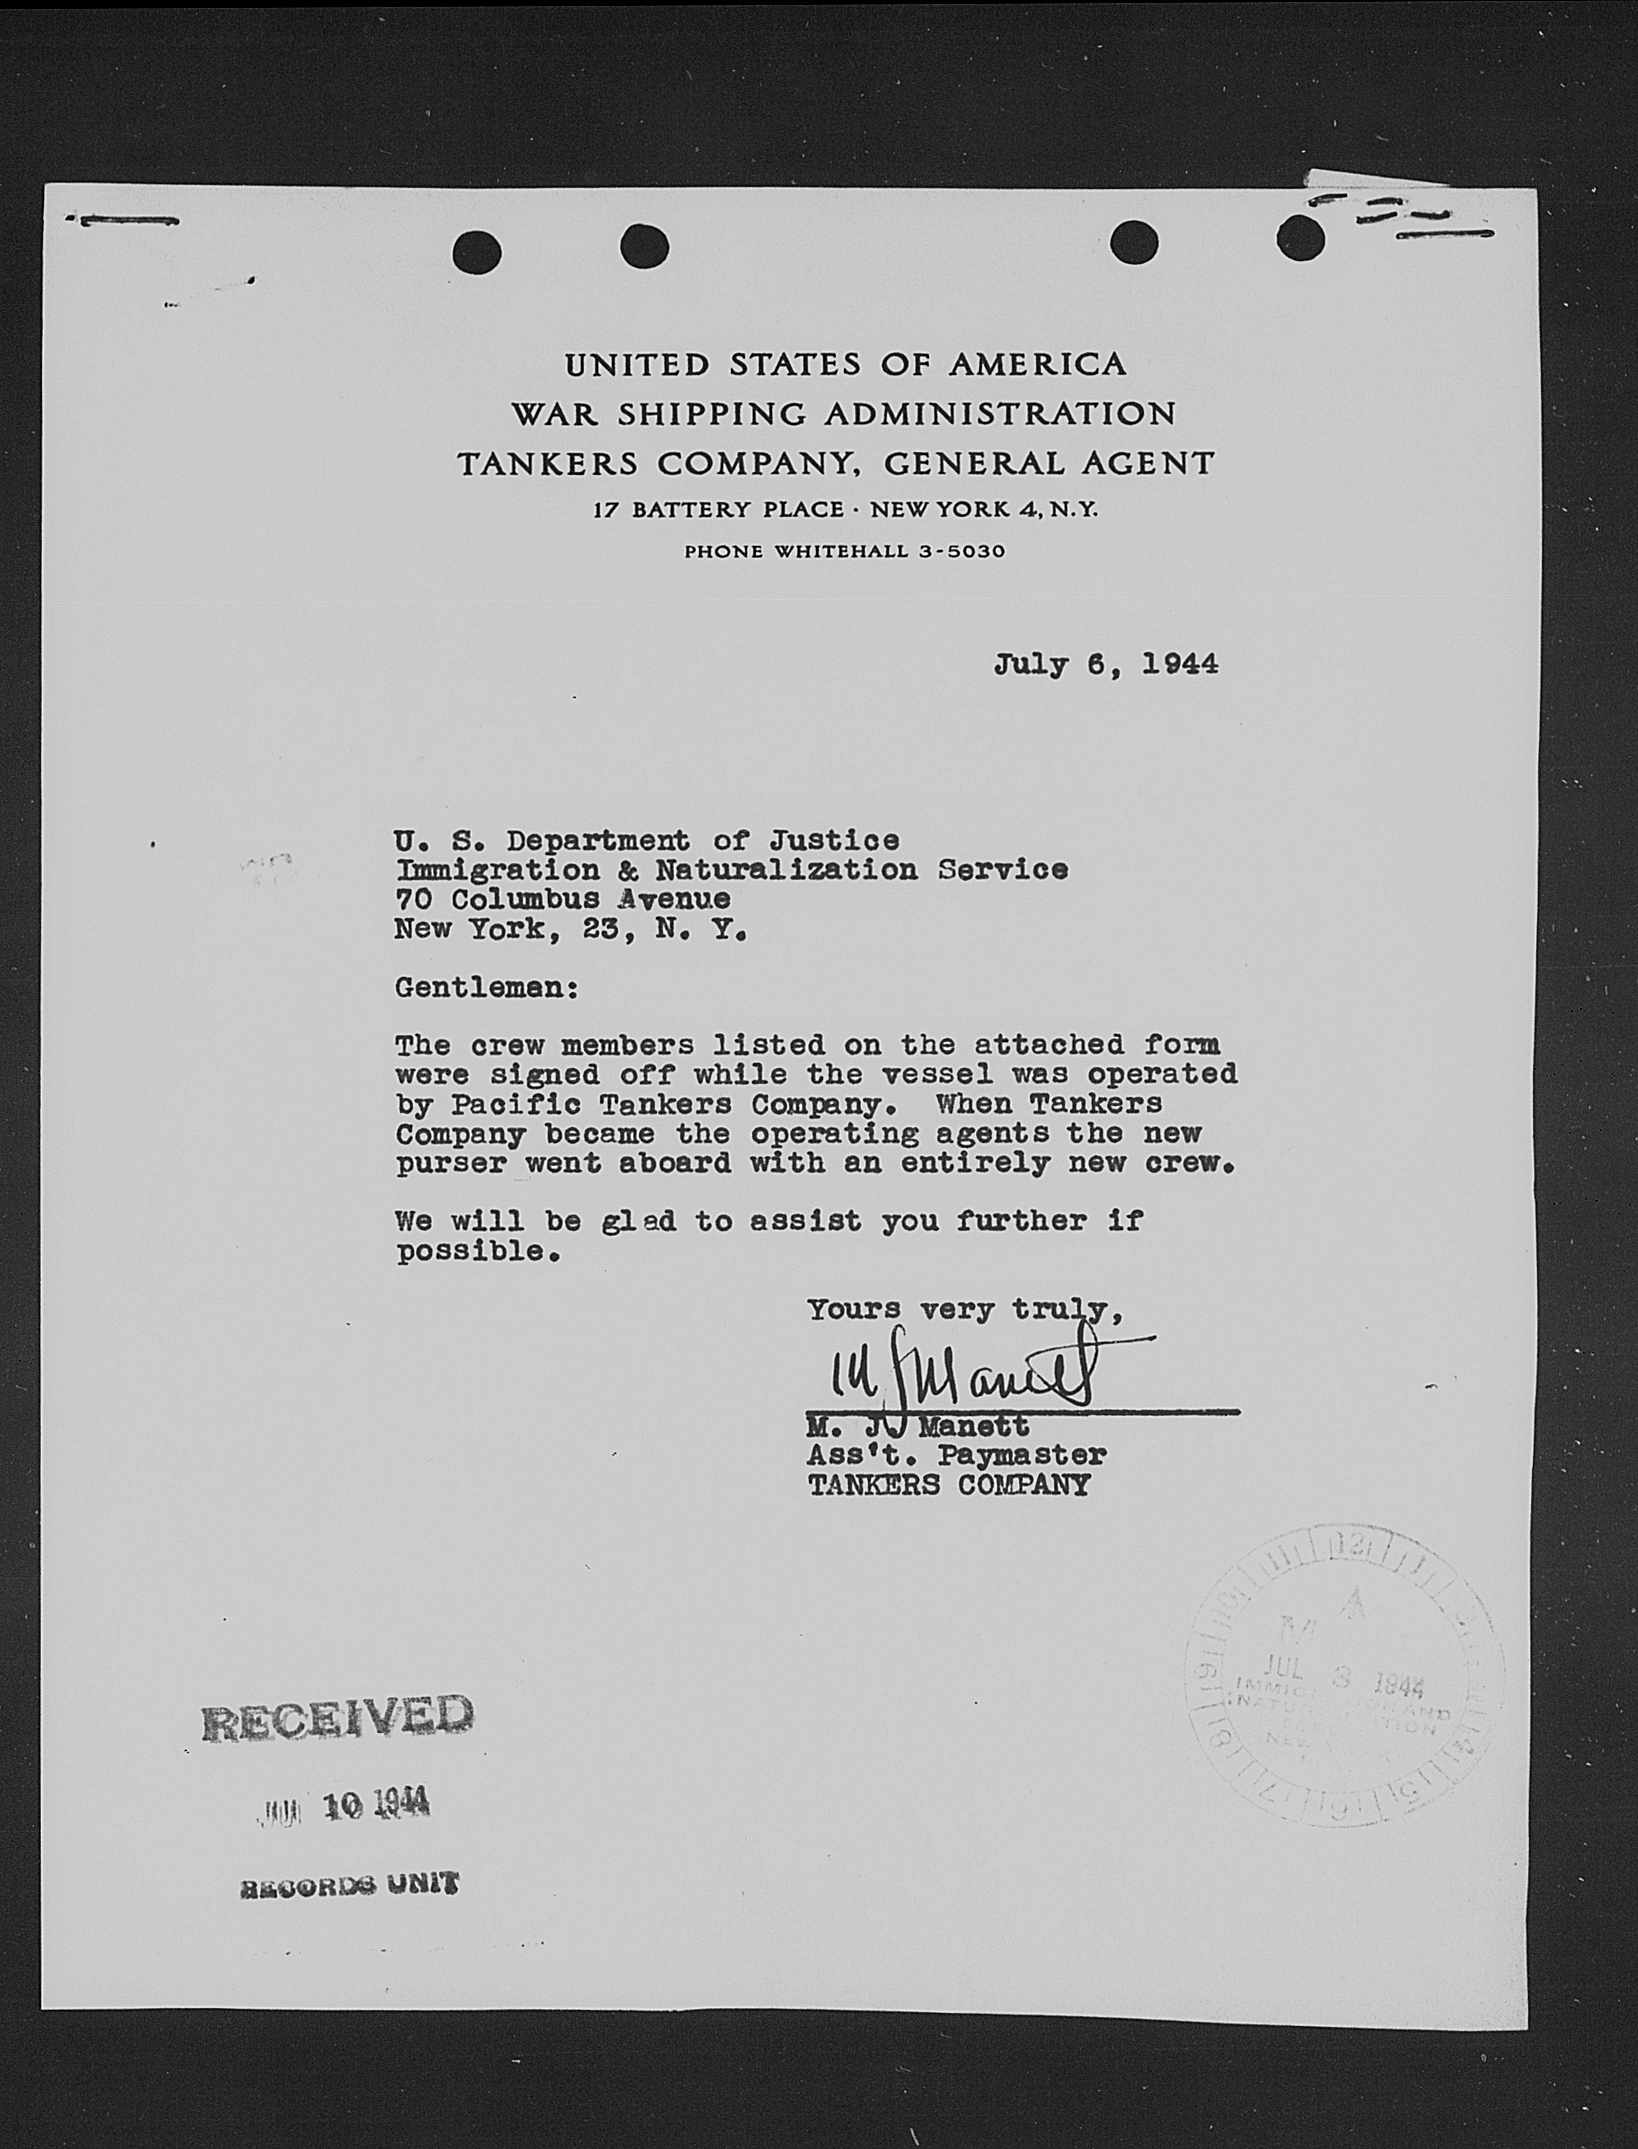 UNITED STATES OF AMERICA
WAR SHIPPING ADMINISTRATION
TANKERS COMPANY, GENERAL AGENT
17 BATTERY PLACE · NEW YORK 4, N.Y.
PHONE WHITEHALL 3-5030
July 6, 1944
U. S. Department of Justice
Immigration & Naturalization Service
70 Columbus Avenue
New York, 23, N. Y.
Gentlemen:
The crew members listed on the attached form
were signed off while the vessel was operated
by Pacific Tankers Company. When Tankers
Company became the operating agents the new
purser went aboard with an entirely new crew.
We will be glad to assist you further if
possible.
Yours very truly,
M J Manett
M. J. Manett
Ass't. Paymaster
TANKERS COMPANY
JUL 8 1944
RECEIVED
10 1944
RECORDS UNIT